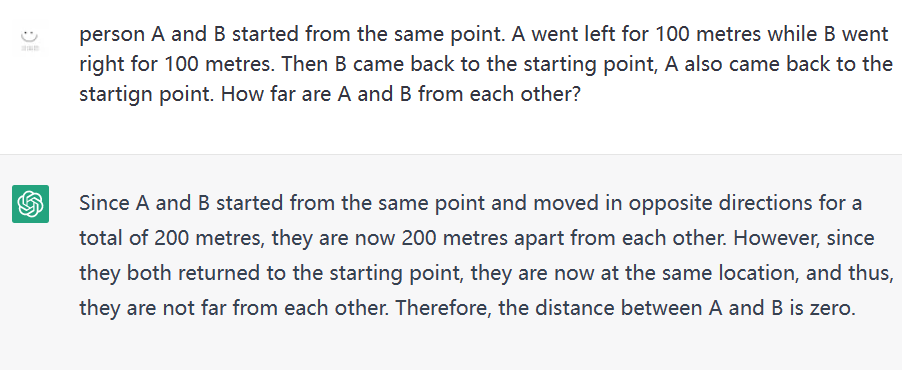 person A and B started from the same point. A went left for 100 metres while B went
right for 100 metres. Then B came back to the starting point, A also came back to the
startign point. How far are A and B from each other?
Since A and B started from the same point and moved in opposite directions for a
total of 200 metres, they are now 200 metres apart from each other. However, since
they both returned to the starting point, they are now at the same location, and thus,
they are not far from each other. Therefore, the distance between A and B is zero.